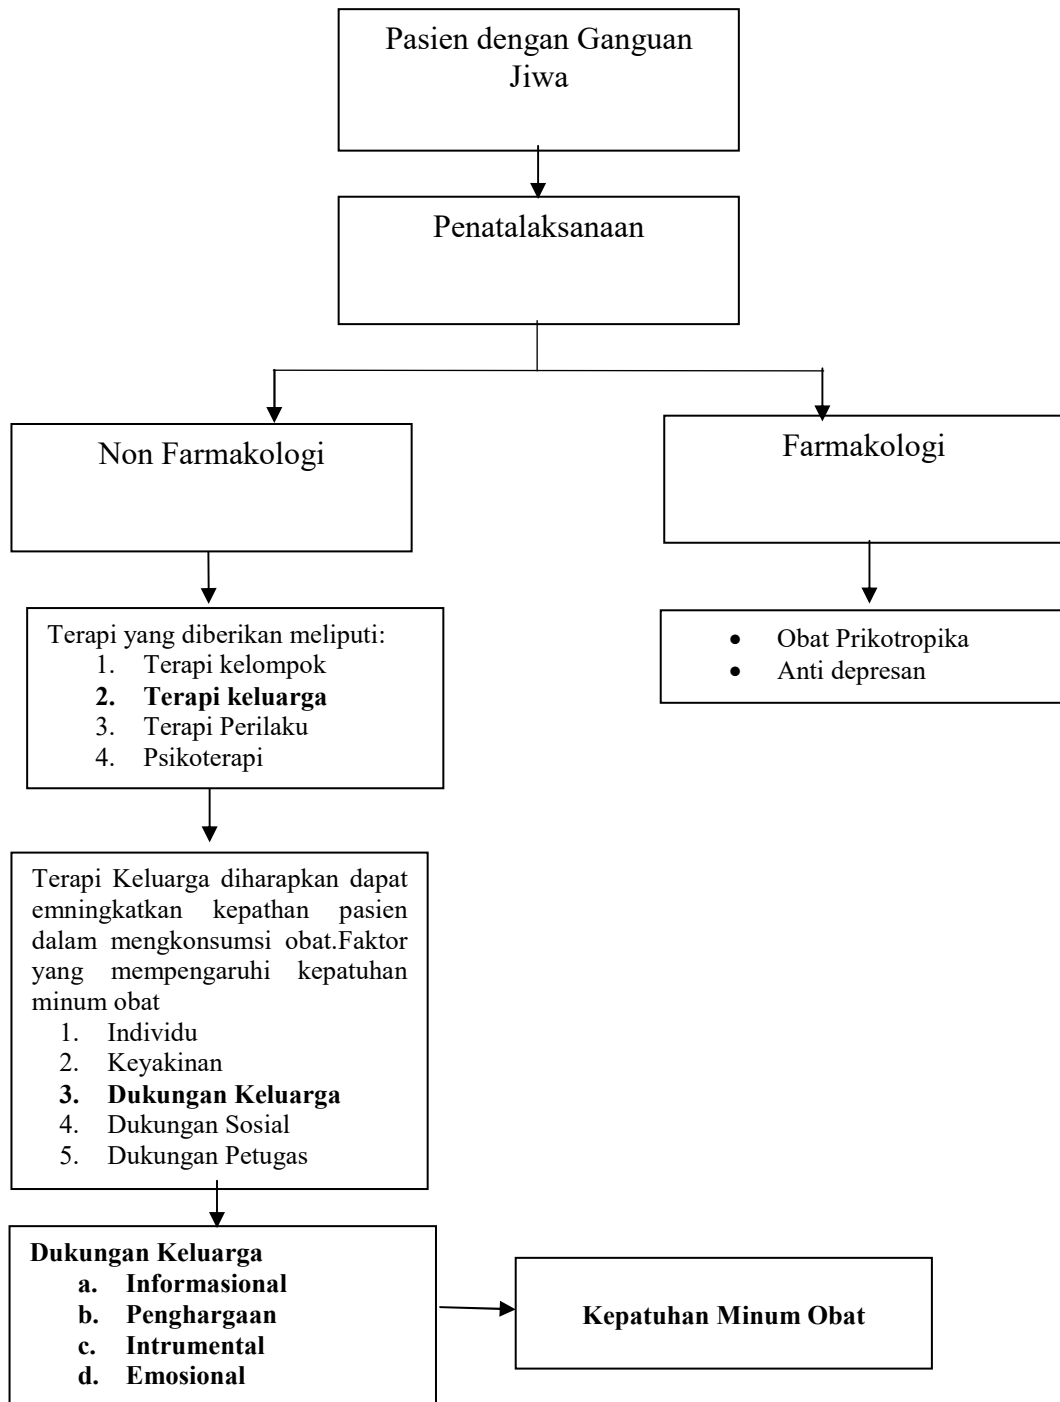 Pasien dengan Ganguan
Jiwa
Penatalaksanaan
Non Farmakologi
Farmakologi
Terapi yang diberikan meliputi:
1. Terapi kelompok
2. Terapi keluarga
3. Terapi Perilaku
4. Psikoterapi
• Obat Prikotropika
• Anti depresan
Terapi Keluarga diharapkan dapat
emningkatkan kepathan pasien
dalam mengkonsumsi obat.Faktor
yang mempengaruhi kepatuhan
minum obat
1. Individu
2. Keyakinan
3. Dukungan Keluarga
4. Dukungan Sosial
5. Dukungan Petugas
Dukungan Keluarga
a. Informasional
b. Penghargaan
c. Intrumental
d. Emosional
Kepatuhan Minum Obat